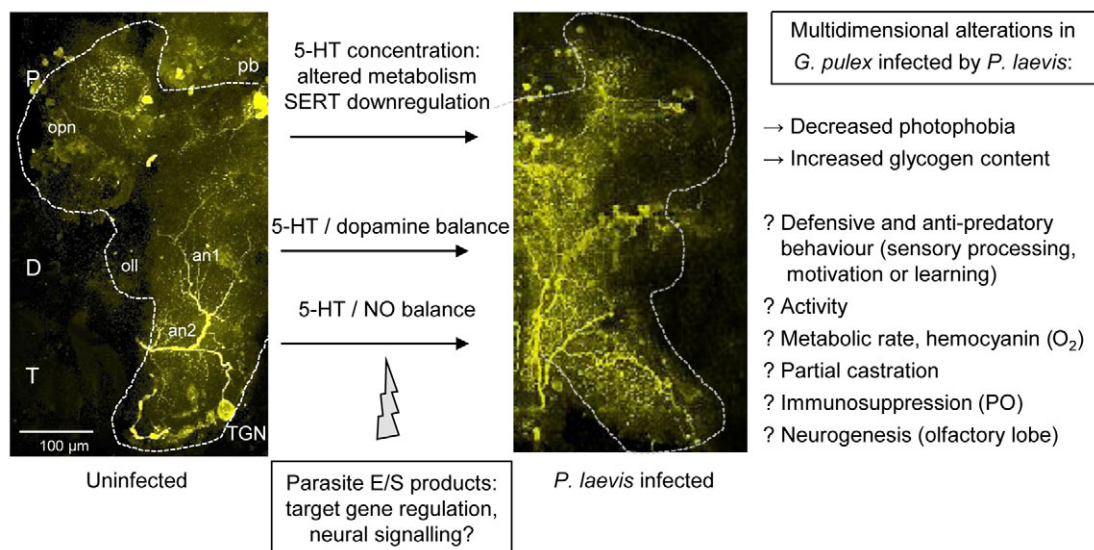 P
pb
opn
D
oll
an1
an2
T
TGN
100 µm
Uninfected
5-HT concentration:
altered metabolism
SERT downregulation
5-HT / dopamine balance
5-HT / NO balance
Parasite E/S products:
target gene regulation,
neural signalling?
P. laevis infected
Multidimensional alterations in
G. pulex infected by P. laevis:
→ Decreased photophobia
→ Increased glycogen content
? Defensive and anti-predatory
behaviour (sensory processing,
motivation or learning)
? Activity
? Metabolic rate, hemocyanin (O₂)
? Partial castration
? Immunosuppression (PO)
? Neurogenesis (olfactory lobe)